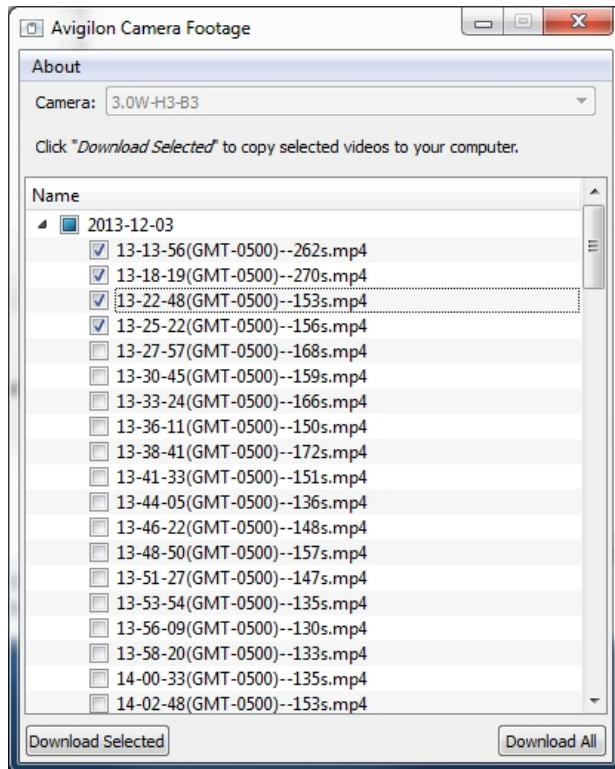 Avigilon Camera Footage
About
Camera: 3.0W-H3-B3
Click "Download Selected" to copy selected videos to your computer.
Name
2013-12-03
13-13-56(GMT-0500)--262s.mp4
13-18-19(GMT-0500)--270s.mp4
13-22-48(GMT-0500)--153s.mp4
13-25-22(GMT-0500)--156s.mp4
13-27-57(GMT-0500)--168s.mp4
13-30-45(GMT-0500)--159s.mp4
13-33-24(GMT-0500)--166s.mp4
13-36-11(GMT-0500)--150s.mp4
13-38-41(GMT-0500)--172s.mp4
13-41-33(GMT-0500)--151s.mp4
13-44-05(GMT-0500)--136s.mp4
13-46-22(GMT-0500)--148s.mp4
13-48-50(GMT-0500)--157s.mp4
13-51-27(GMT-0500)--147s.mp4
13-53-54(GMT-0500)--135s.mp4
13-56-09(GMT-0500)--130s.mp4
13-58-20(GMT-0500)--133s.mp4
14-00-33(GMT-0500)--135s.mp4
14-02-48(GMT-0500)--153s.mp4
Download Selected Download All